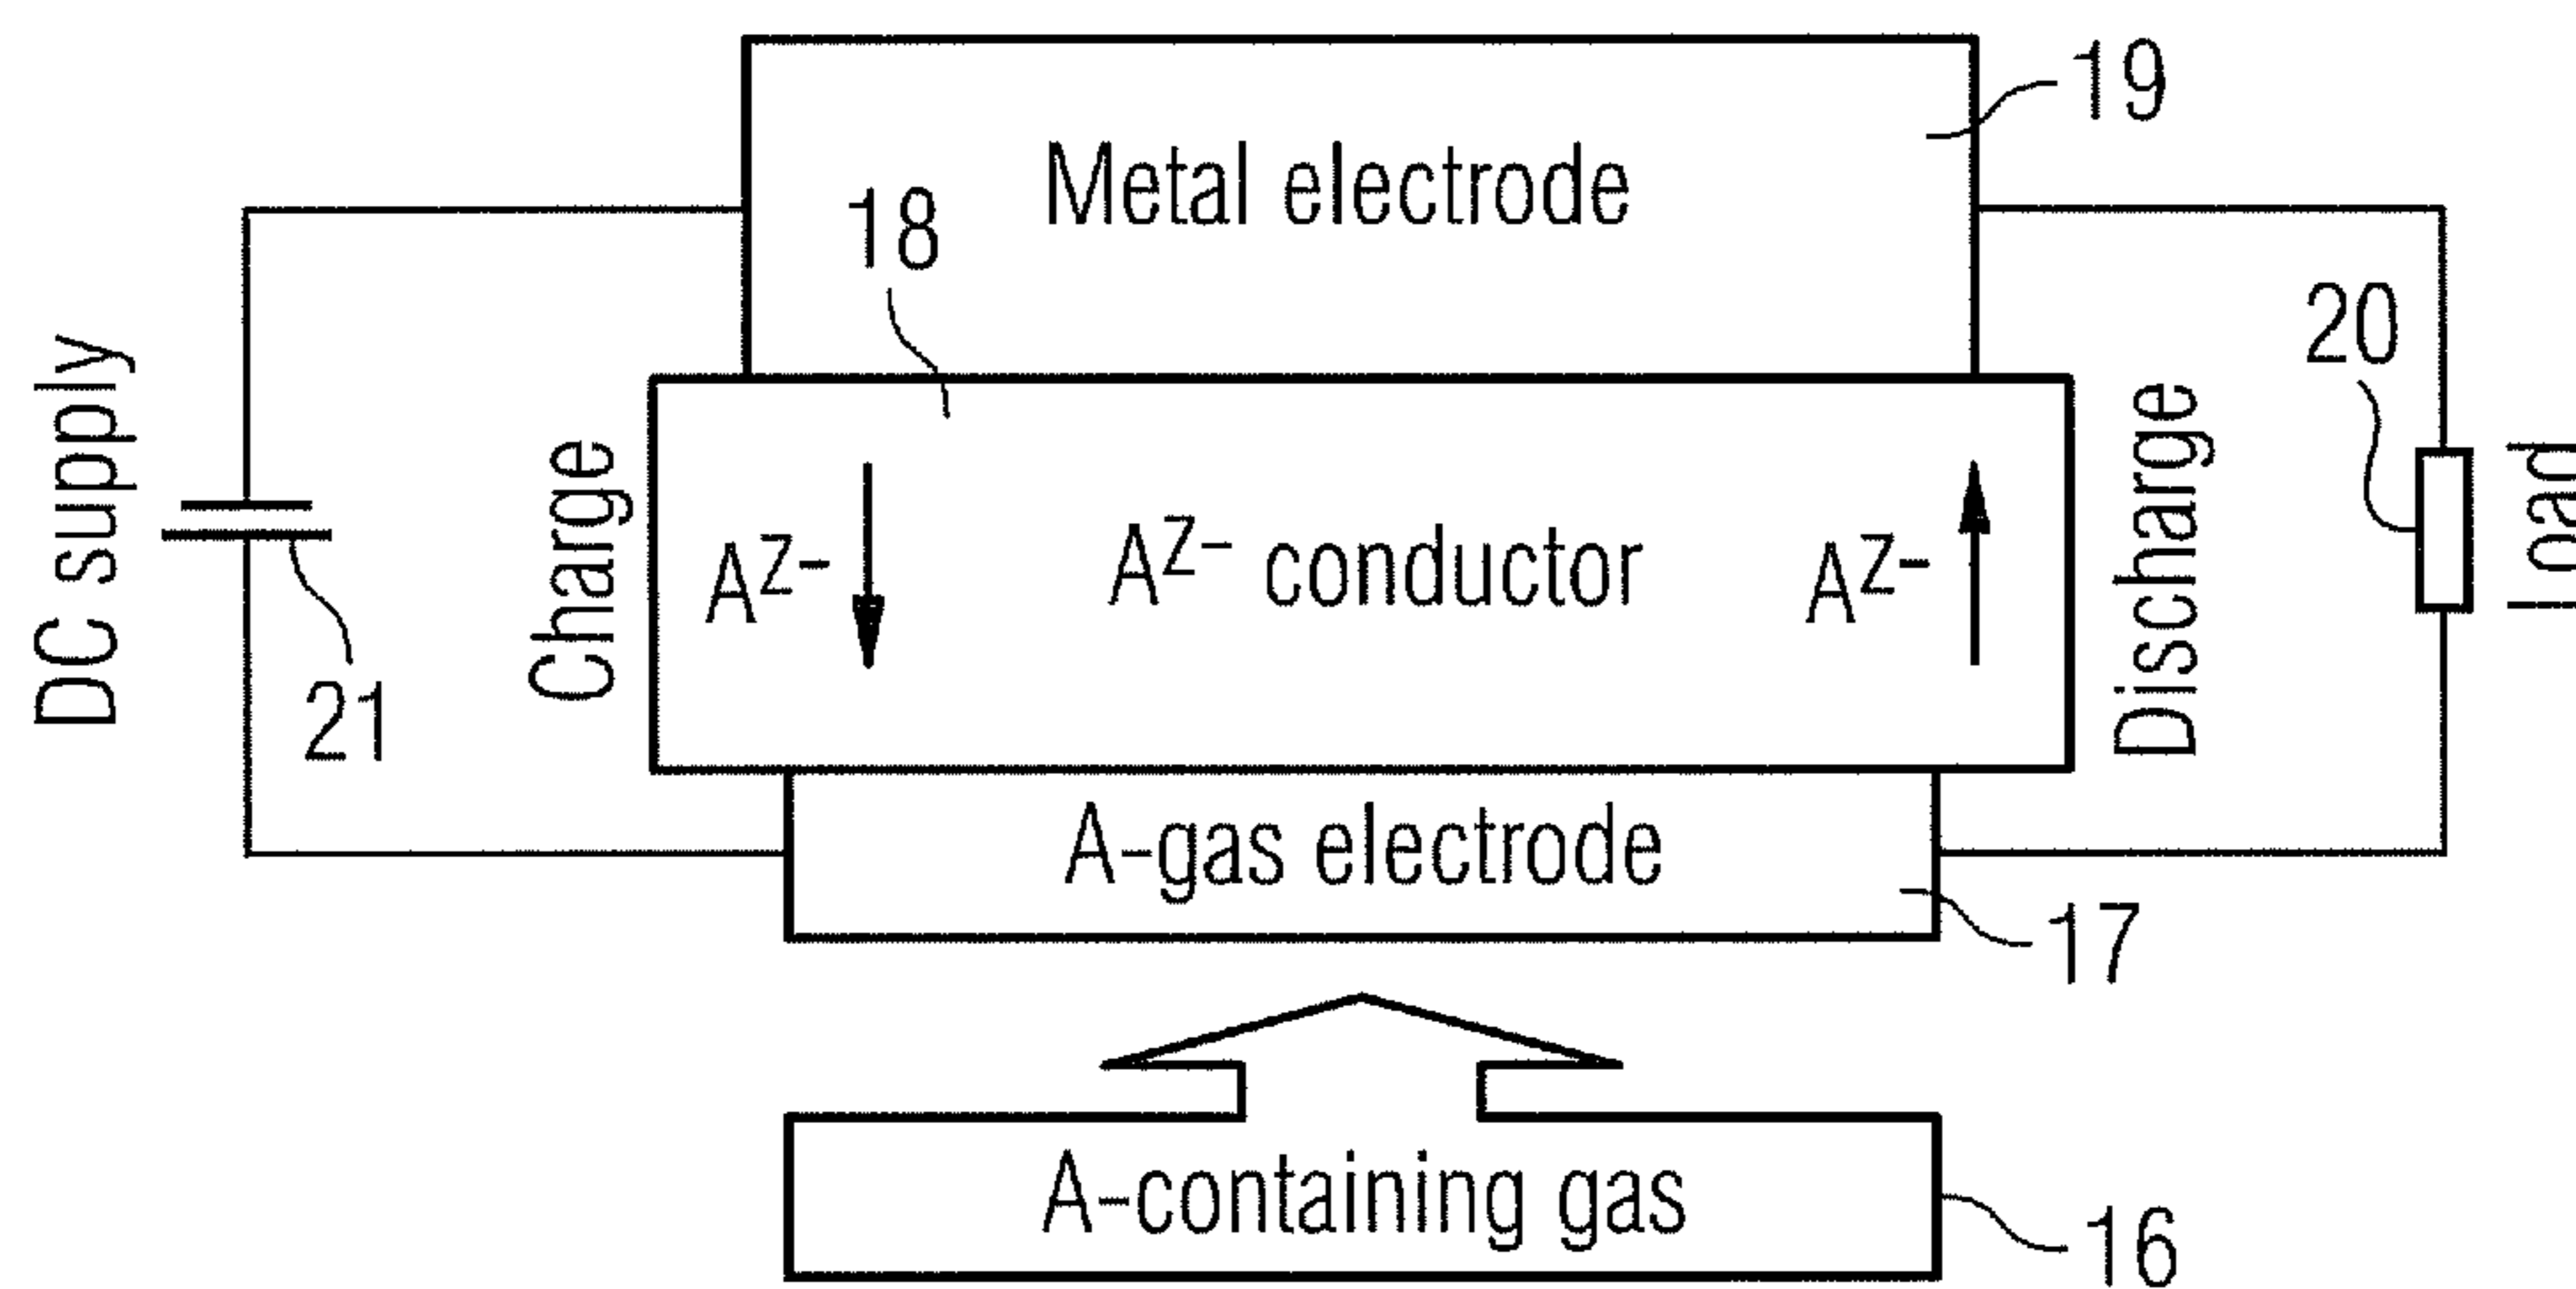 19
Metal electrode
18
20
DC supply
Charge
A^Z- 
A^Z- conductor
A^Z-
Discharge
Load
21
A-gas electrode
17
A-containing gas
16